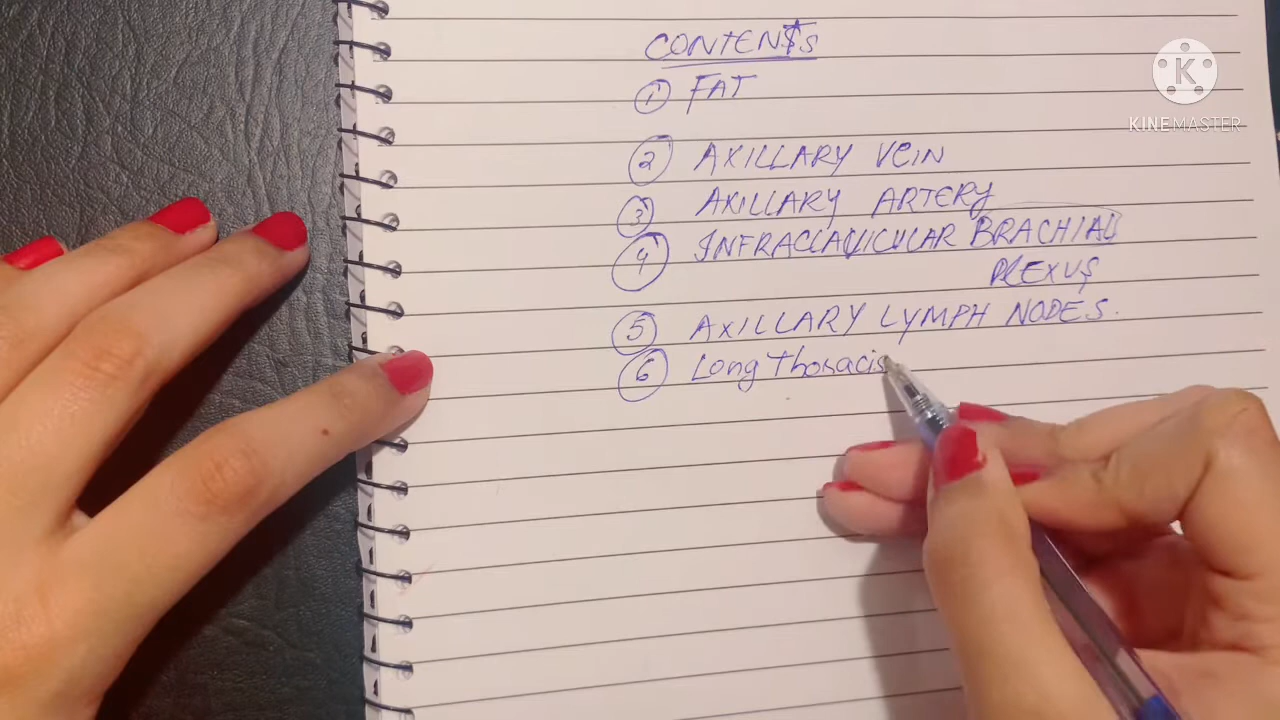 CONTENTS
① FAT
② AXILLARY VEIN
③ AXILLARY ARTERY
④ INFRACLAVICULAR BRACHIAL
PLEXUS
⑤ AXILLARY LYMPH NODES.
⑥ Long Thoracic
K
KINEMASTER